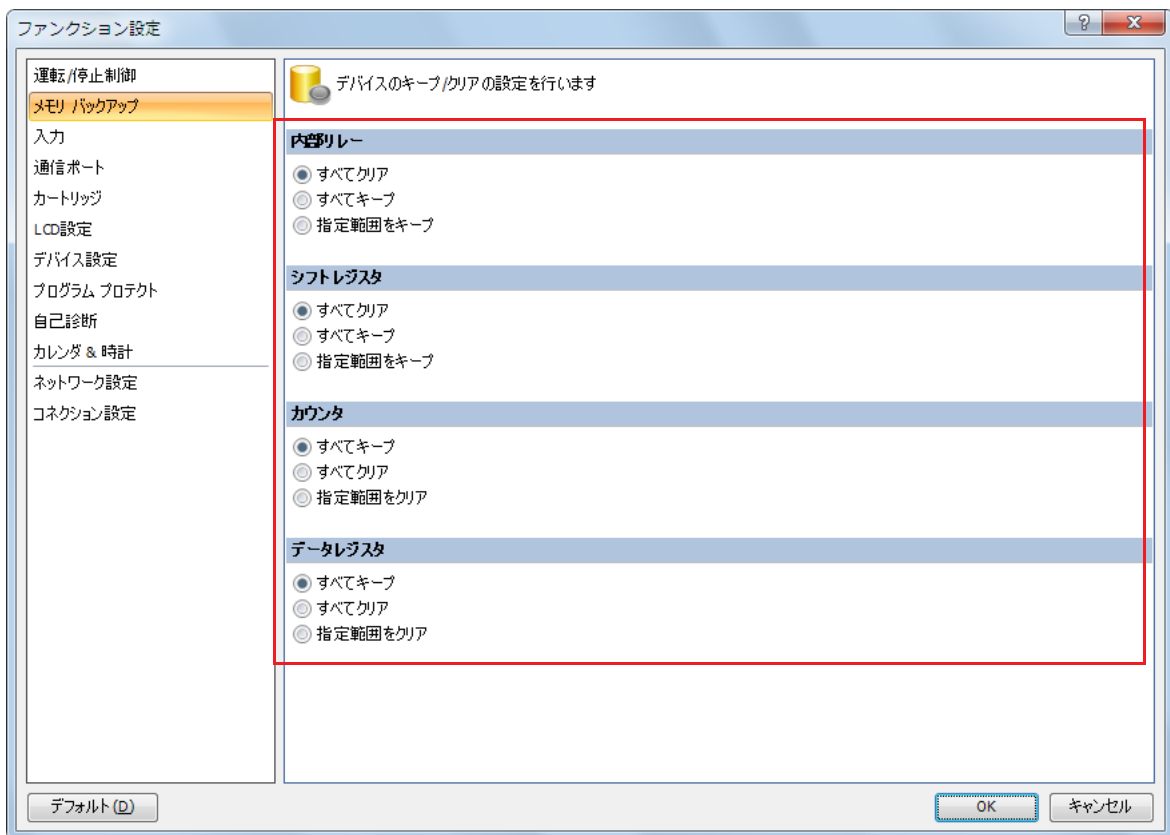 ファンクション設定
運転/停止制御
メモリ バックアップ
入力
通信ポート
カートリッジ
LCD設定
デバイス設定
プログラム プロテクト
自己診断
カレンダ & 時計
ネットワーク設定
コネクション設定
デバイスのキープ/クリアの設定を行います
内部リレー
すべてクリア
すべてキープ
指定範囲をキープ
シフトレジスタ
すべてクリア
すべてキープ
指定範囲をキープ
カウンタ
すべてキープ
すべてクリア
指定範囲をクリア
データレジスタ
すべてキープ
すべてクリア
指定範囲をクリア
デフォルト(D)
OK
キャンセル